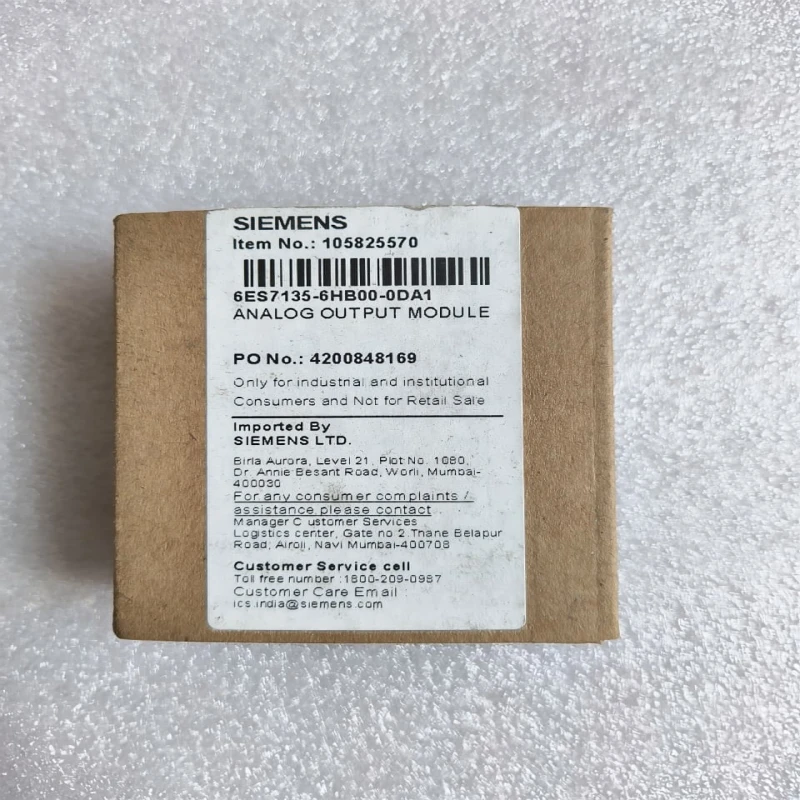 SIEMENS
Item No.: 105825570
6ES7135-6HB00-0DA1
ANALOG OUTPUT MODULE
PO No.: 4200848169
Only for industrial and institutional
Consumers and Not for Retail Sale
Imported By
SIEMENS LTD.
Birla Aurora, Level 21, Plot No. 1080,
Dr. Annie Besant Road, Worli, Mumbai-
400030
For any consumer complaints /
assistance please contact
Manager C ustomer Services
Logistics center, Gate no 2.Thane Belapur
Road, Airoli, Navi Mumbai-400708
Customer Service cell
Toll free number :1800-209-0987
Customer Care Email :
ics.india@siemens.com